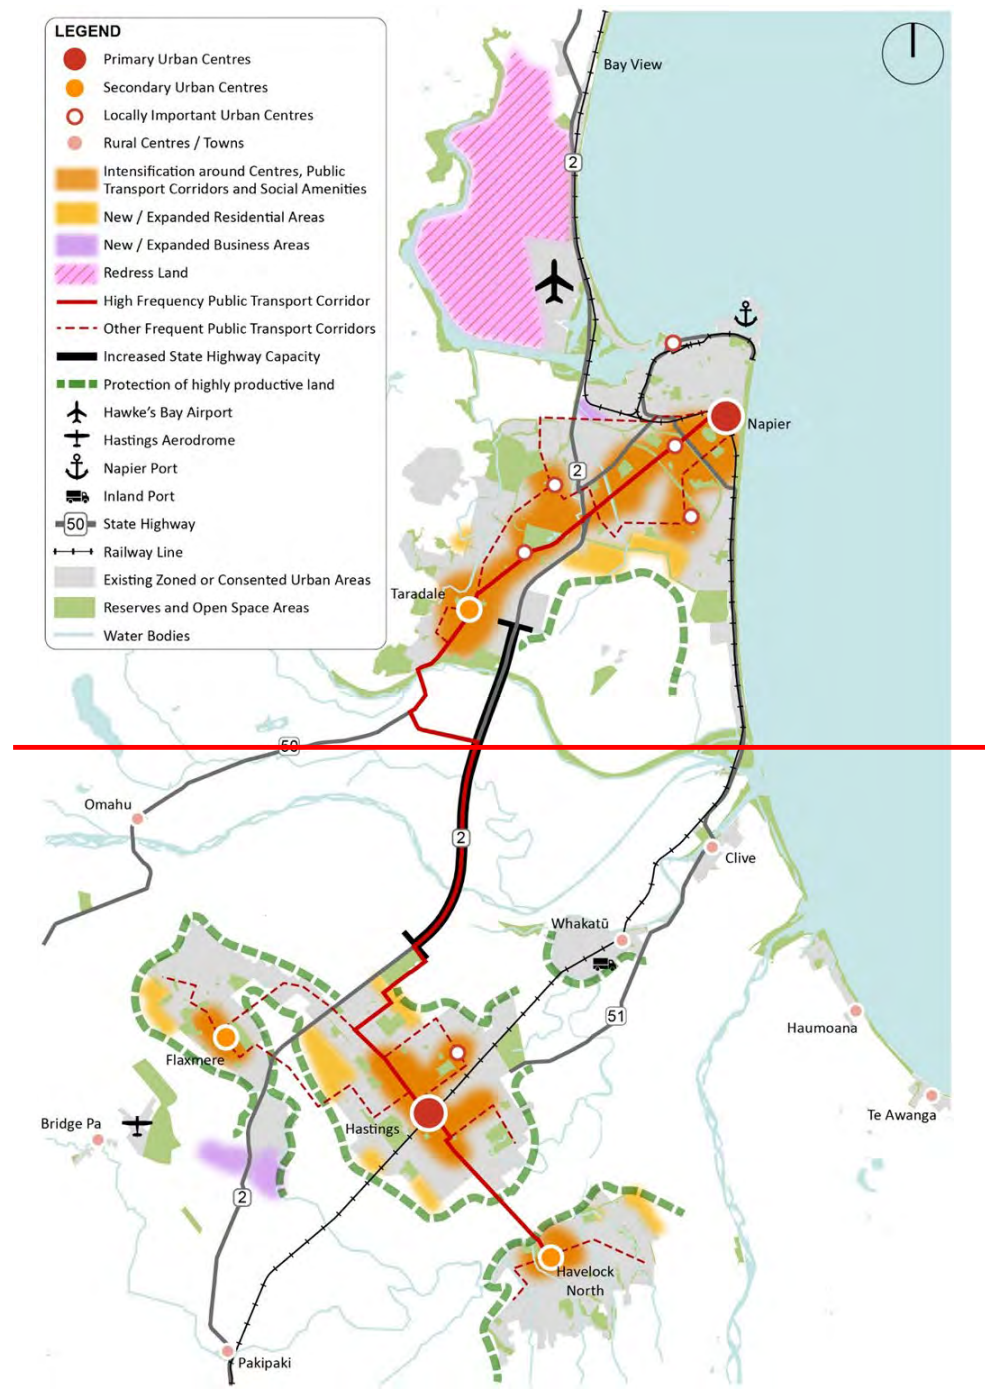 LEGEND
Primary Urban Centres
Secondary Urban Centres
Locally Important Urban Centres
Rural Centres / Towns
Intensification around Centres, Public
Transport Corridors and Social Amenities
New / Expanded Residential Areas
New / Expanded Business Areas
Redress Land
High Frequency Public Transport Corridor
Other Frequent Public Transport Corridors
Increased State Highway Capacity
Protection of highly productive land
Hawke's Bay Airport
Hastings Aerodrome
Napier Port
Inland Port
50 State Highway
Railway Line
Existing Zoned or Consented Urban Areas
Reserves and Open Space Areas
Water Bodies
Bay View
2
Napier
2
Taradale
50
Omahu
2
Clive
Whakatū
51
Haumoana
Flaxmere
Te Awanga
Bridge Pa
Hastings
2
Havelock
North
Pakipaki